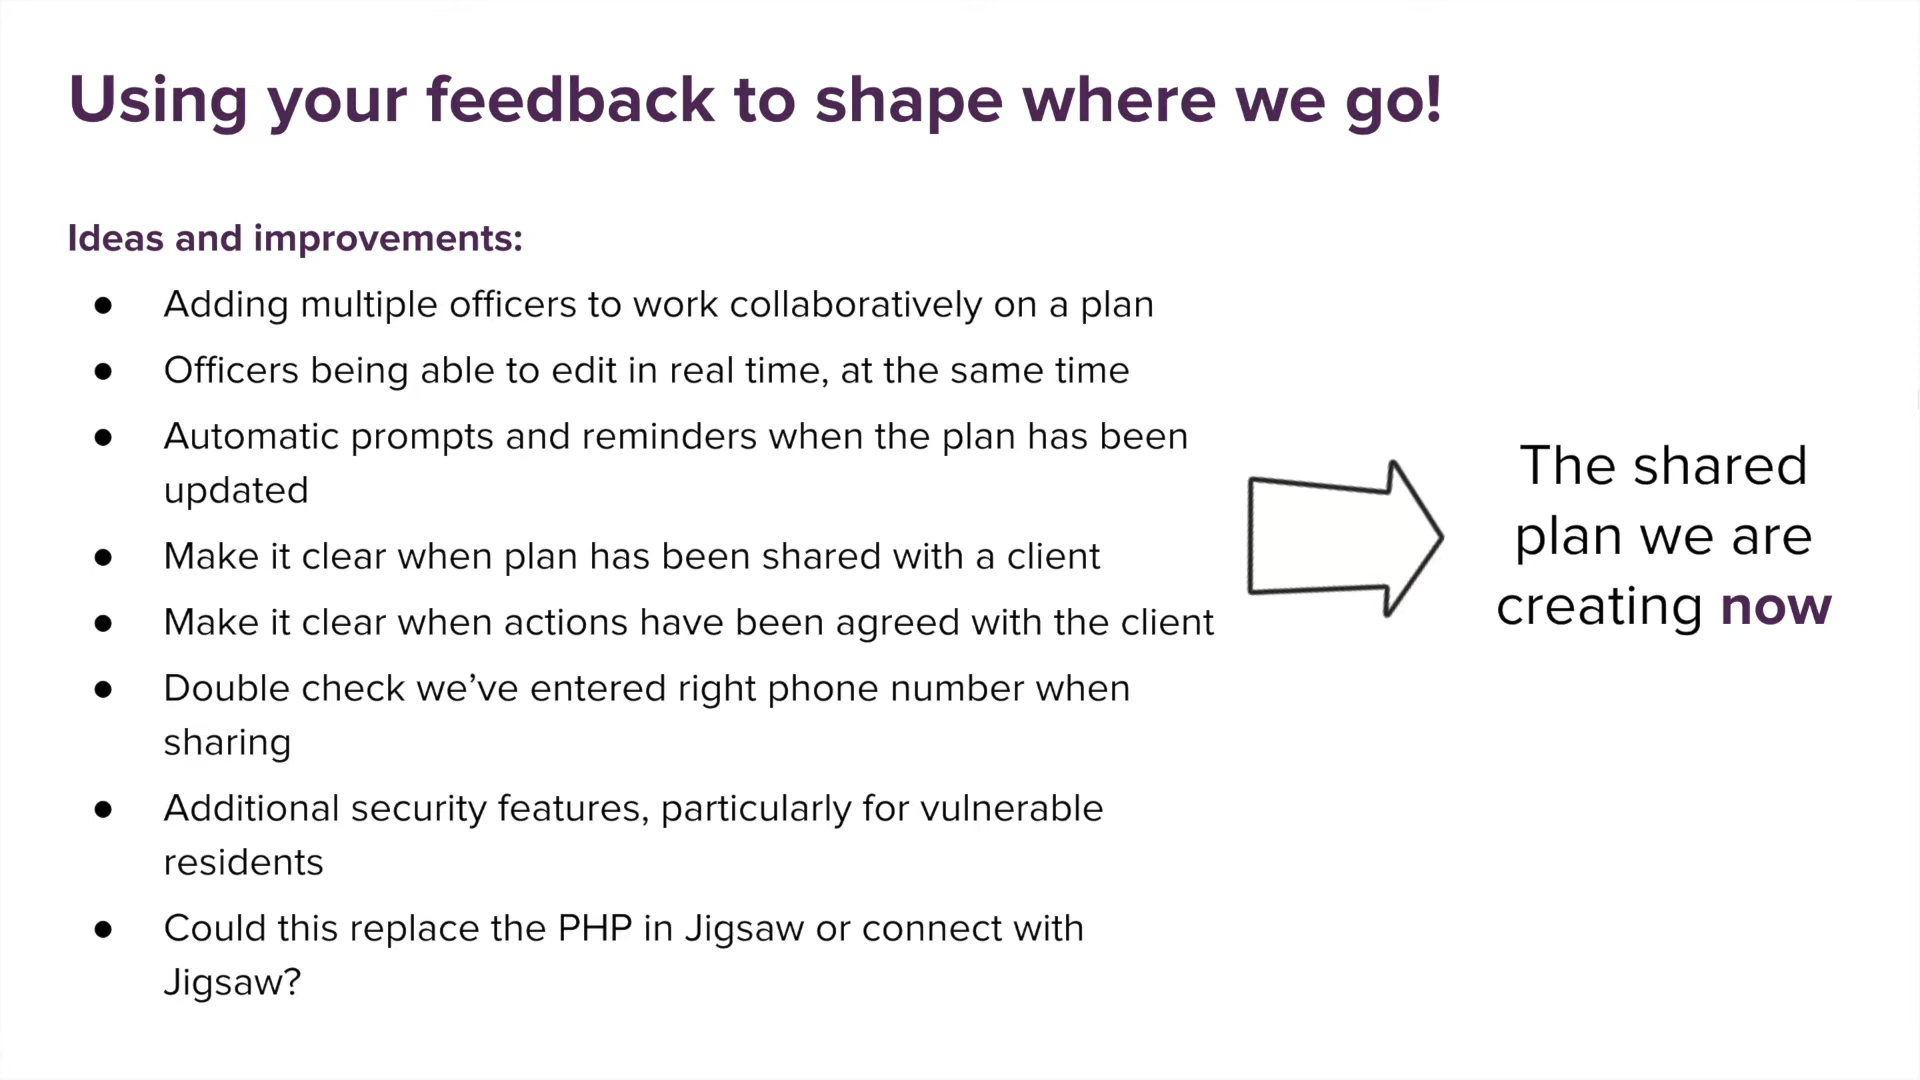 Using your feedback to shape where we go!
Ideas and improvements:
● Adding multiple officers to work collaboratively on a plan
● Officers being able to edit in real time, at the same time
● Automatic prompts and reminders when the plan has been
updated
● Make it clear when plan has been shared with a client
● Make it clear when actions have been agreed with the client
● Double check we’ve entered right phone number when
sharing
● Additional security features, particularly for vulnerable
residents
● Could this replace the PHP in Jigsaw or connect with
Jigsaw?
The shared
plan we are
creating now